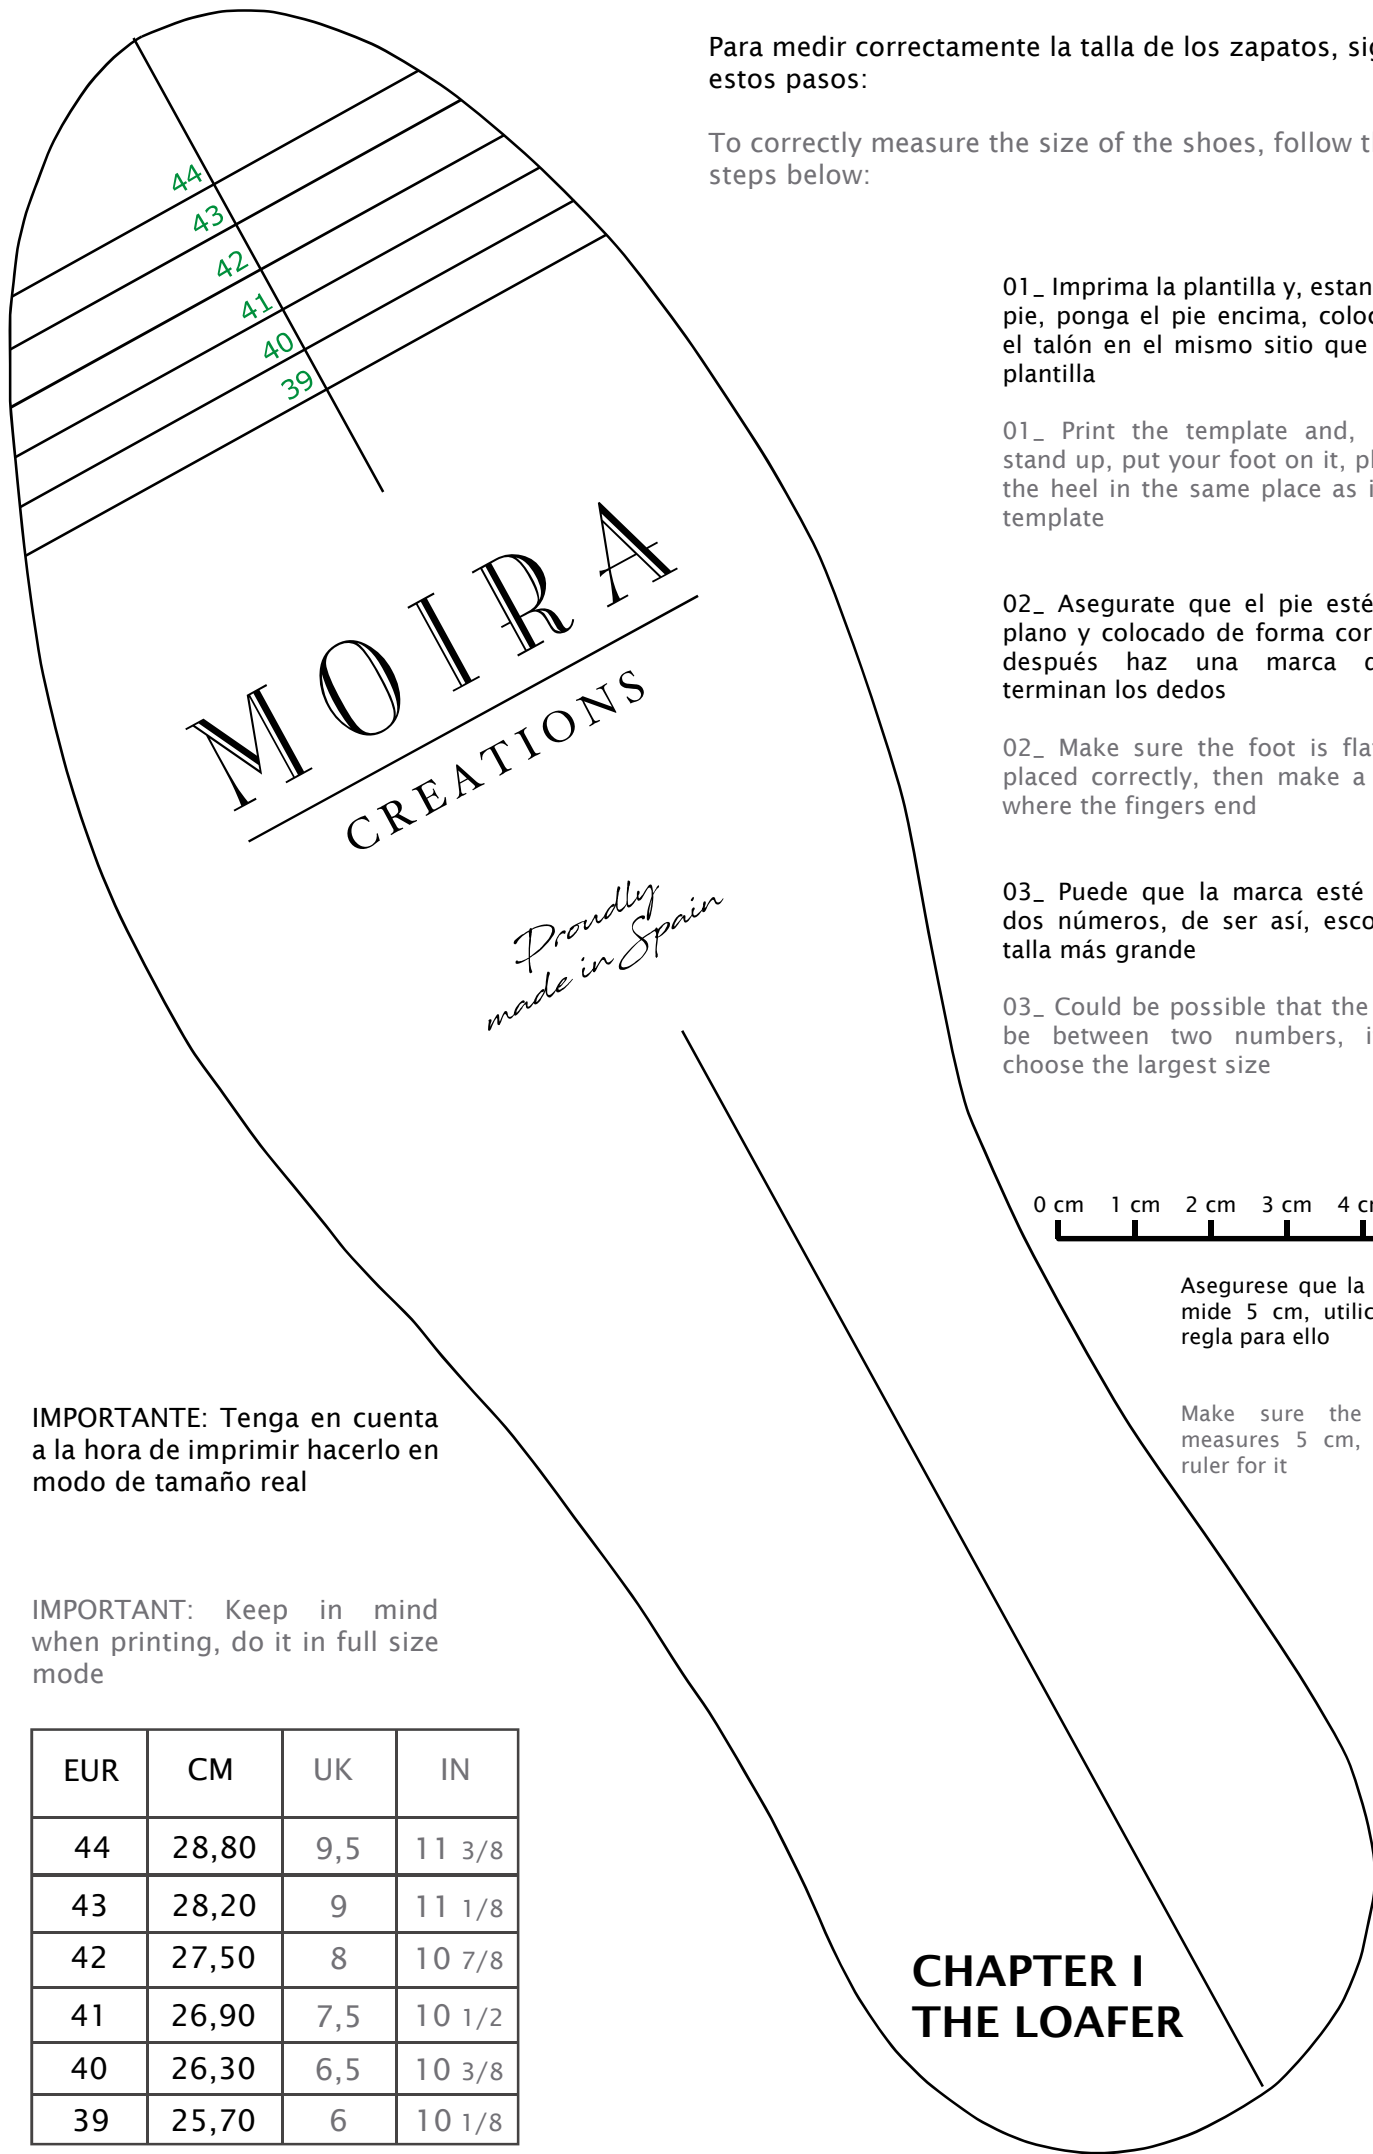 Para medir correctamente la talla de los zapatos,
estos pasos:
To correctly measure the size of the shoes, follow
steps below:
44
43
42
41
40
39
01_ Imprima la plantilla y,
pie, ponga el pie encima,
el talón en el mismo sitio que
plantilla
01_ Print the template and,
stand up, put your foot on it,
the heel in the same place as
template
MOIRA
CREATIONS
Proudly
made in Spain
02_ Asegurate que el pie esté
plano y colocado de forma
después haz una marca
terminan los dedos
02_ Make sure the foot is
placed correctly, then make a
where the fingers end
03_ Puede que la marca esté
dos números, de ser así,
talla más grande
03_ Could be possible that the
be between two numbers,
choose the largest size
0 cm 1 cm 2 cm 3 cm 4
Asegurese que la
mide 5 cm,
regla para ello
Make sure the
measures 5 cm,
ruler for it
IMPORTANTE: Tenga en cuenta
a la hora de imprimir hacerlo en
modo de tamaño real
IMPORTANT: Keep in mind
when printing, do it in full size
mode
EUR CM UK IN
44 28,80 9,5 11 3/8
43 28,20 9 11 1/8
42 27,50 8 10 7/8
41 26,90 7,5 10 1/2
40 26,30 6,5 10 3/8
39 25,70 6 10 1/8
CHAPTER I
THE LOAFER